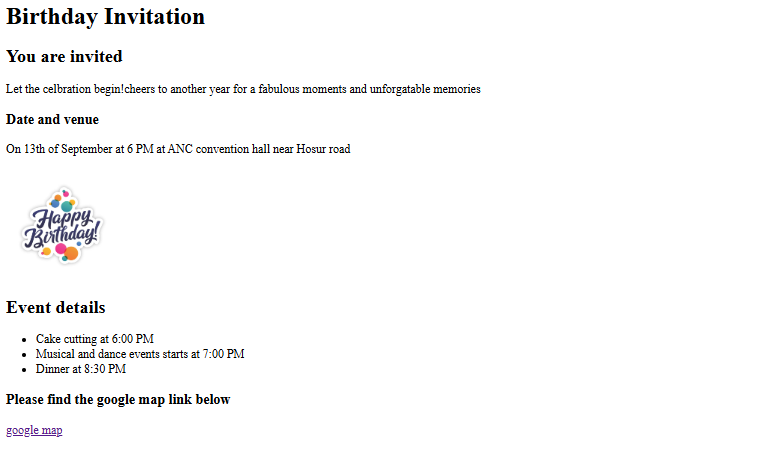 Birthday Invitation
You are invited
Let the celbration begin!cheers to another year for a fabulous moments and unforgatable memories
Date and venue
On 13th of September at 6 PM at ANC convention hall near Hosur road
Happy
Birthday!
Event details
Cake cutting at 6:00 PM
Musical and dance events starts at 7:00 PM
Dinner at 8:30 PM
Please find the google map link below
google map